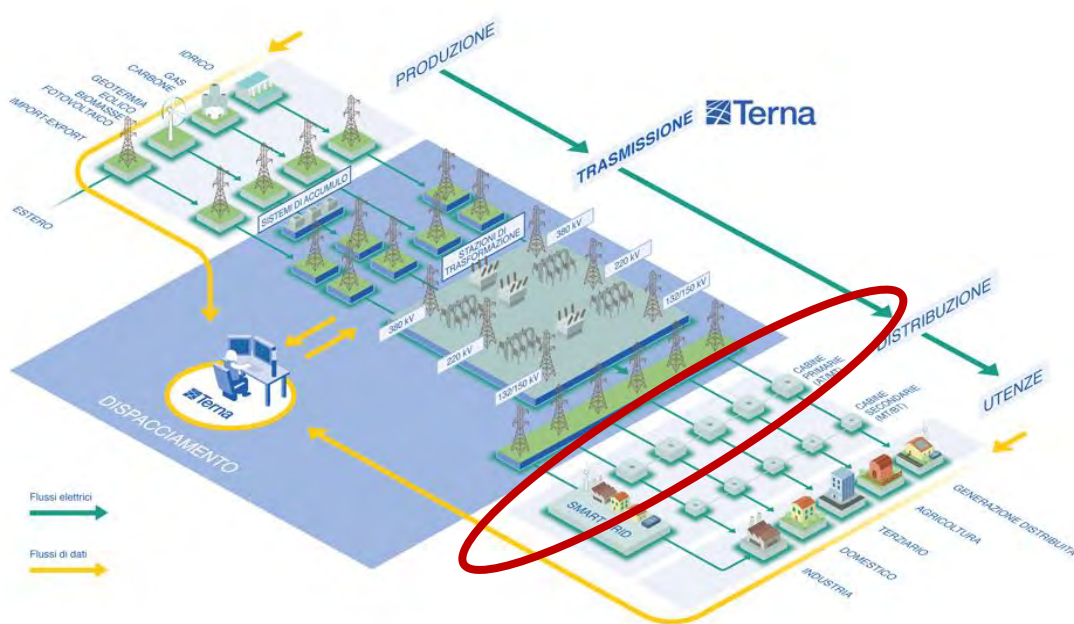 PRODUZIONE
TRASMISSIONE
Terna
DISTRIBUZIONE
UTENZE
IDRICO
GAS
CARBONE
GEOTERMIA
EOLICO
BIOMASSE
FOTOVOLTAICO
IMPORT-EXPORT
ESTERO
SISTEMI DI ACCUMULO
STAZIONI DI
TRASFORMAZIONE
380 kV
220 kV
132/150 kV
380 kV
220 kV
132/150 kV
CABINE
PRIMARIE
(AT/MT)
CABINE
SECONDARIE
(MT/BT)
Terna
DISPACCIAMENTO
SMART GRID
GENERAZIONE DISTRIBUITA
AGRICOLTURA
TERZIARIO
DOMESTICO
INDUSTRIA
Flussi elettrici
Flussi di dati